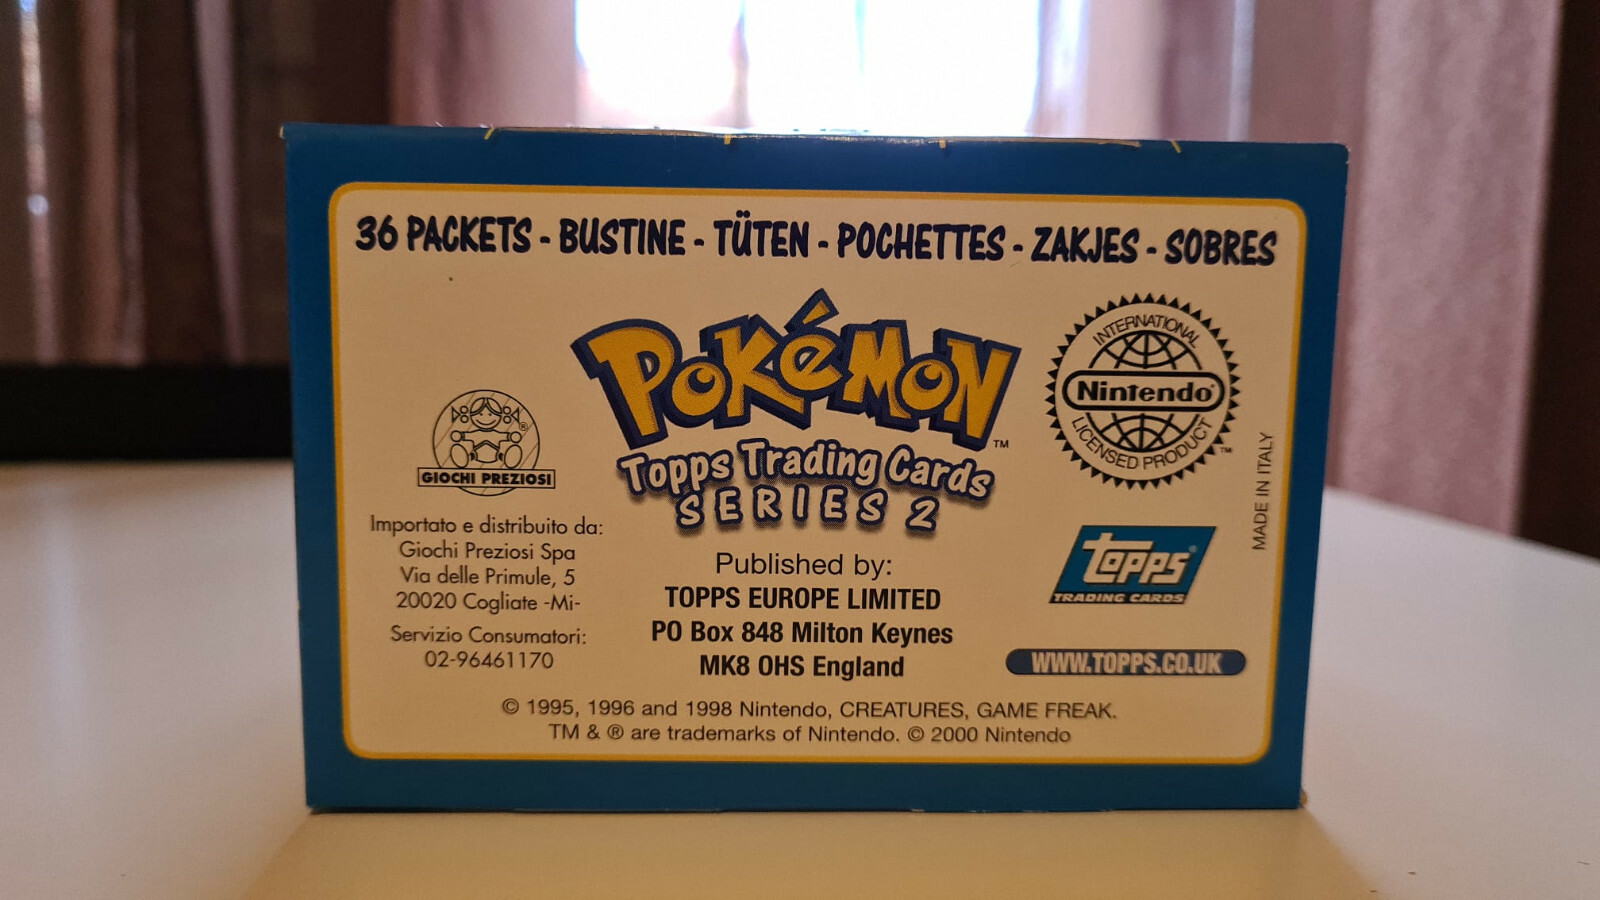 36 PACKETS - BUSTINE - TÜTEN - POCHETTES - ZAKJES - SOBRES
POKéMON
TM
Topps Trading Cards
SERIES 2
®
GIOCHI PREZIOSI
Importato e distribuito da:
Giochi Preziosi Spa
Via delle Primule, 5
20020 Cogliate -Mi-
Servizio Consumatori:
02-96461170
Published by:
TOPPS EUROPE LIMITED
PO Box 848 Milton Keynes
MK8 OHS England
INTERNATIONAL
Nintendo®
LICENSED PRODUCT
TM
MADE IN ITALY
TOPPS®
TRADING CARDS
WWW.TOPPS.CO.UK
© 1995, 1996 and 1998 Nintendo, CREATURES, GAME FREAK.
TM & ® are trademarks of Nintendo. © 2000 Nintendo